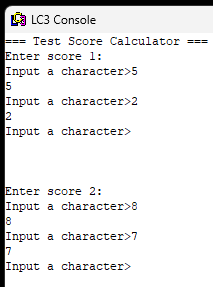 LC3 Console
=== Test Score Calculator ===
Enter score 1:
Input a character>5
5
Input a character>2
2
Input a character>
Enter score 2:
Input a character>8
8
Input a character>7
7
Input a character>